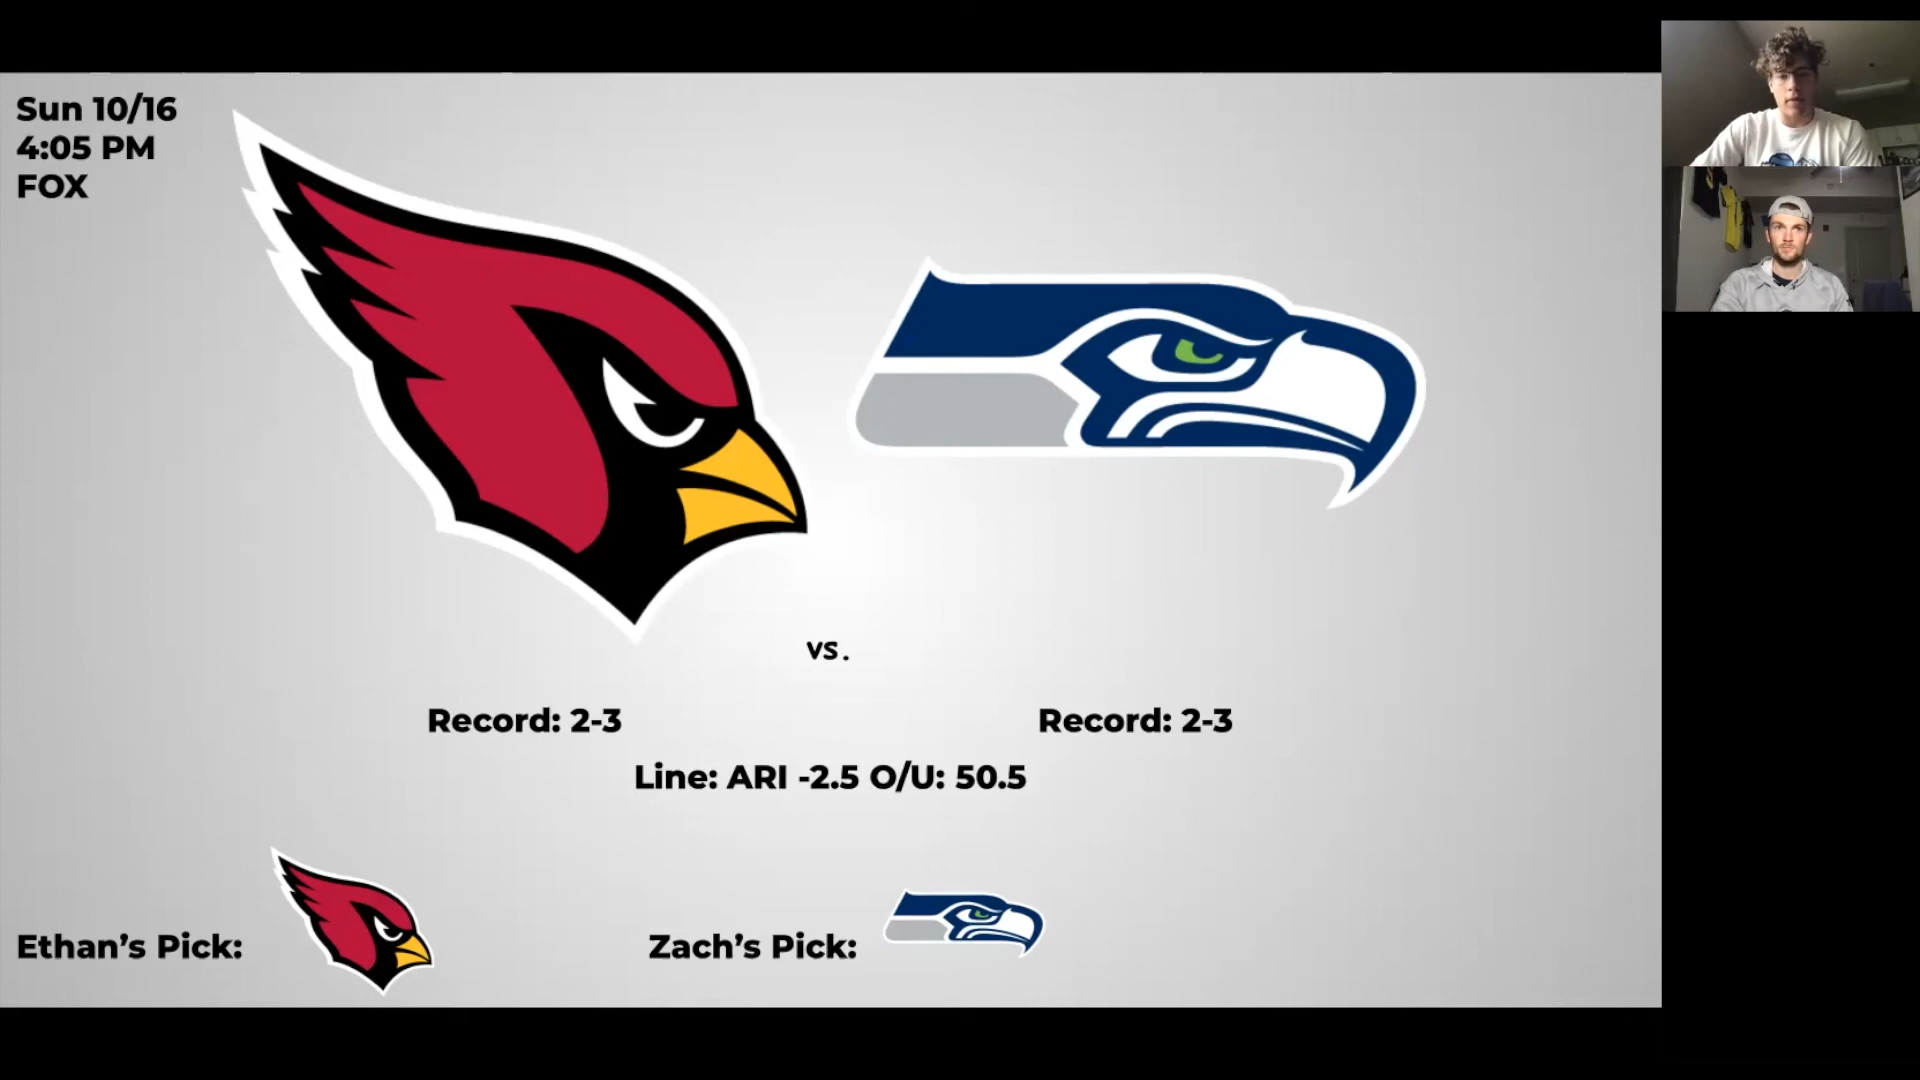 Sun 10/16
4:05 PM
FOX
vs.
Record: 2-3
Record: 2-3
Line: ARI -2.5 O/U: 50.5
Ethan’s Pick:
Zach’s Pick: